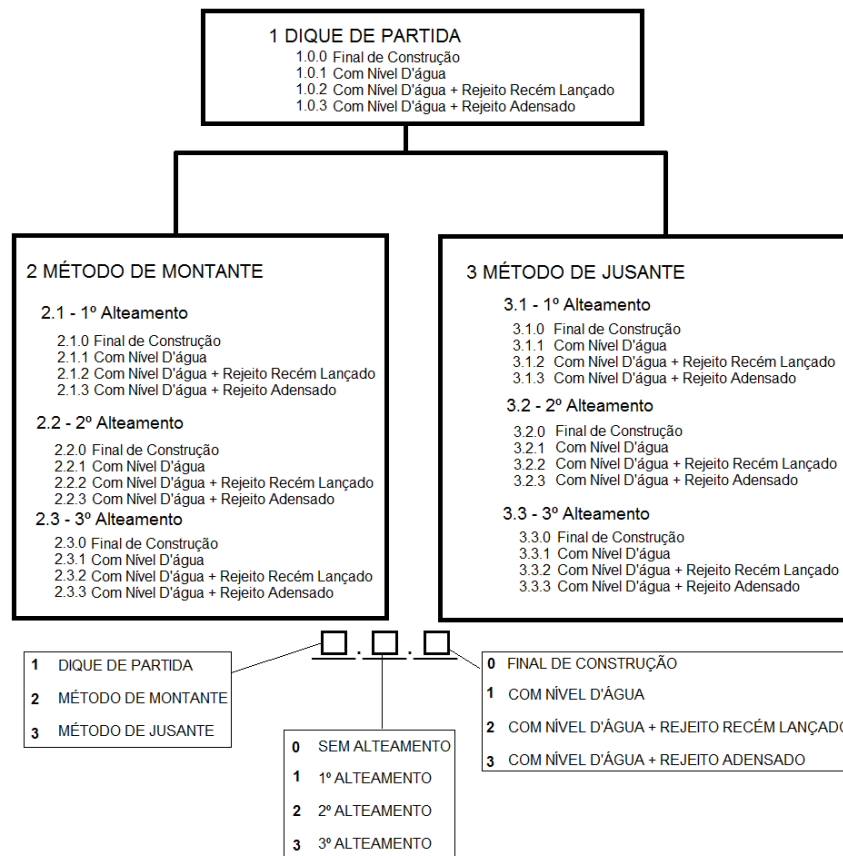 1 DIQUE DE PARTIDA
1.0.0 Final de Construção
1.0.1 Com Nível D'água
1.0.2 Com Nível D'água + Rejeito Recém Lançado
1.0.3 Com Nível D'água + Rejeito Adensado
2 MÉTODO DE MONTANTE
2.1 - 1º Alteamento
2.1.0 Final de Construção
2.1.1 Com Nível D'água
2.1.2 Com Nível D'água + Rejeito Recém Lançado
2.1.3 Com Nível D'água + Rejeito Adensado
2.2 - 2º Alteamento
2.2.0 Final de Construção
2.2.1 Com Nível D'água
2.2.2 Com Nível D'água + Rejeito Recém Lançado
2.2.3 Com Nível D'água + Rejeito Adensado
2.3 - 3º Alteamento
2.3.0 Final de Construção
2.3.1 Com Nível D'água
2.3.2 Com Nível D'água + Rejeito Recém Lançado
2.3.3 Com Nível D'água + Rejeito Adensado
3 MÉTODO DE JUSANTE
3.1 - 1º Alteamento
3.1.0 Final de Construção
3.1.1 Com Nível D'água
3.1.2 Com Nível D'água + Rejeito Recém Lançado
3.1.3 Com Nível D'água + Rejeito Adensado
3.2 - 2º Alteamento
3.2.0 Final de Construção
3.2.1 Com Nível D'água
3.2.2 Com Nível D'água + Rejeito Recém Lançado
3.2.3 Com Nível D'água + Rejeito Adensado
3.3 - 3º Alteamento
3.3.0 Final de Construção
3.3.1 Com Nível D'água
3.3.2 Com Nível D'água + Rejeito Recém Lançado
3.3.3 Com Nível D'água + Rejeito Adensado
1 DIQUE DE PARTIDA
2 MÉTODO DE MONTANTE
3 MÉTODO DE JUSANTE
0 SEM ALTEAMENTO
1 1º ALTEAMENTO
2 2º ALTEAMENTO
3 3º ALTEAMENTO
0 FINAL DE CONSTRUÇÃO
1 COM NÍVEL D'ÁGUA
2 COM NÍVEL D'ÁGUA + REJEITO RECÉM LANÇADO
3 COM NÍVEL D'ÁGUA + REJEITO ADENSADO